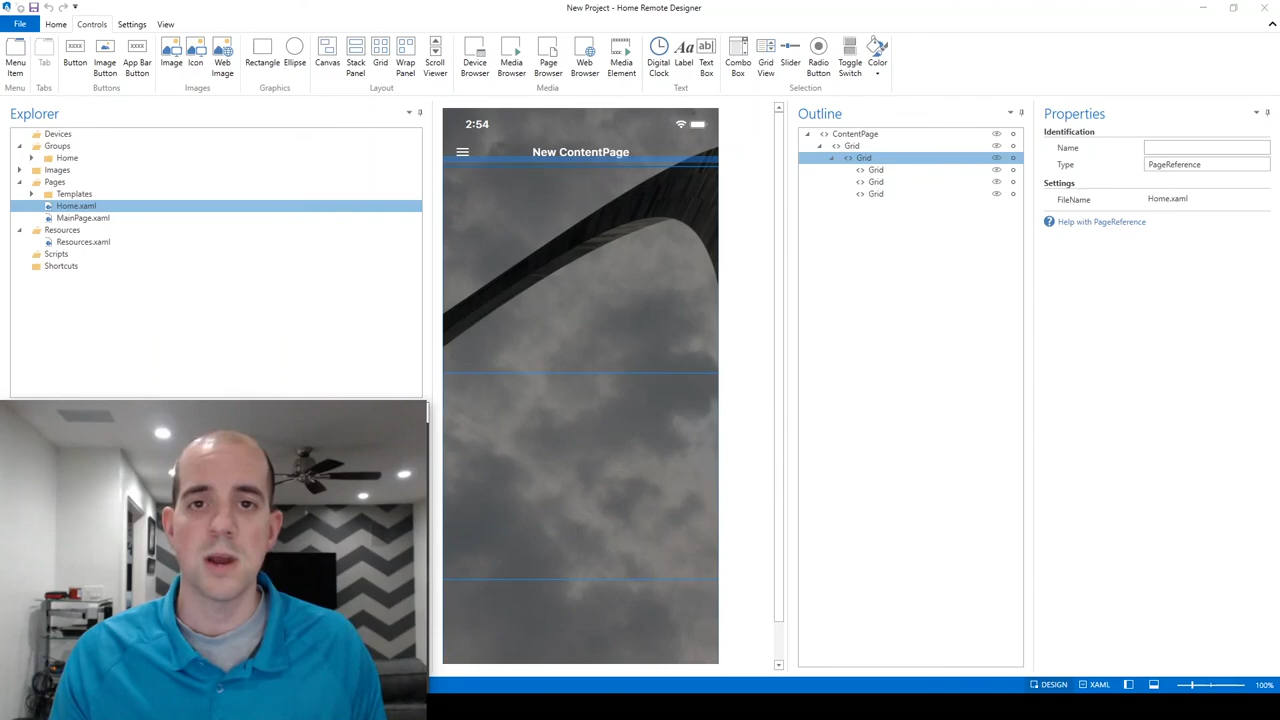 New Project - Home Remote Designer
File Home Controls Settings View
Menu Item
Tab
Button
Image Button
App Bar Button
Image
Icon
Web Image
Rectangle
Ellipse
Canvas
Stack Panel
Grid
Wrap Panel
Scroll Viewer
Device Browser
Media Browser
Page Browser
Web Browser
Media Element
Digital Clock
Label
Text Box
Combo Box
Grid View
Slider
Radio Button
Toggle Switch
Color
Menu Tabs Buttons Images Graphics Layout Media Text Selection
Explorer
Devices
Groups
Home
Images
Pages
Templates
Home.xaml
MainPage.xaml
Resources
Resources.xaml
Scripts
Shortcuts
2:54
New ContentPage
Outline
ContentPage
Grid
Grid
Grid
Grid
Grid
Properties
Identification
Name
Type PageReference
Settings
FileName Home.xaml
Help with PageReference
DESIGN XAML 100%